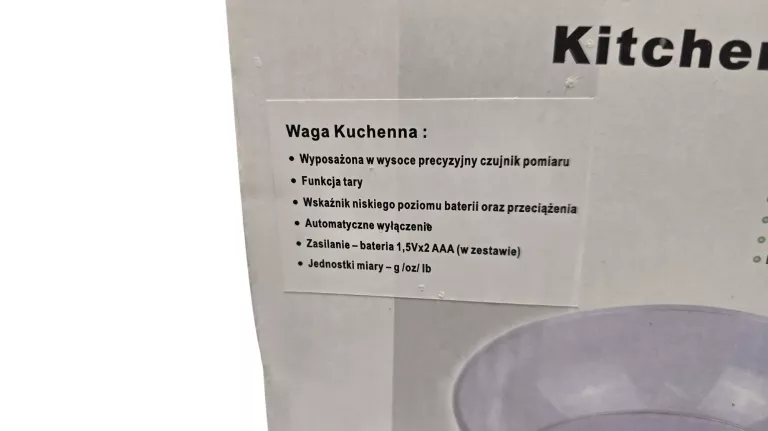 Kitchen
Waga Kuchenna :
• Wyposażona w wysoce precyzyjny czujnik pomiaru
• Funkcja tary
• Wskaźnik niskiego poziomu baterii oraz przeciążenia
• Automatyczne wyłączenie
• Zasilanie – bateria 1,5Vx2 AAA (w zestawie)
• Jednostki miary – g /oz/ lb